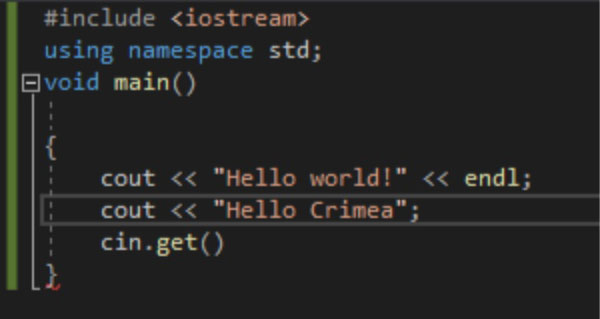 #include <iostream>
using namespace std;
void main()
{
cout << "Hello world!" << endl;
cout << "Hello Crimea";
cin.get()
}